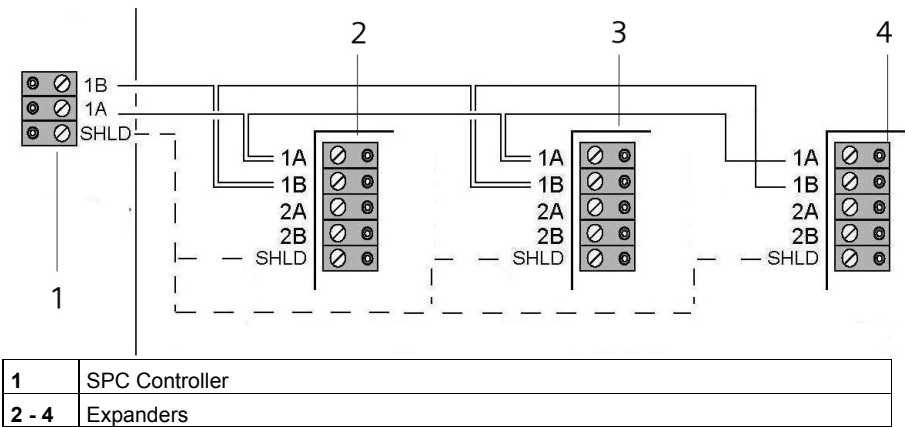 2 3 4
1B
1A
SHLD
1A 1A 1A
1B 1B 1B
2A 2A 2A
2B 2B 2B
SHLD SHLD SHLD
1
1 SPC Controller
2 - 4 Expanders